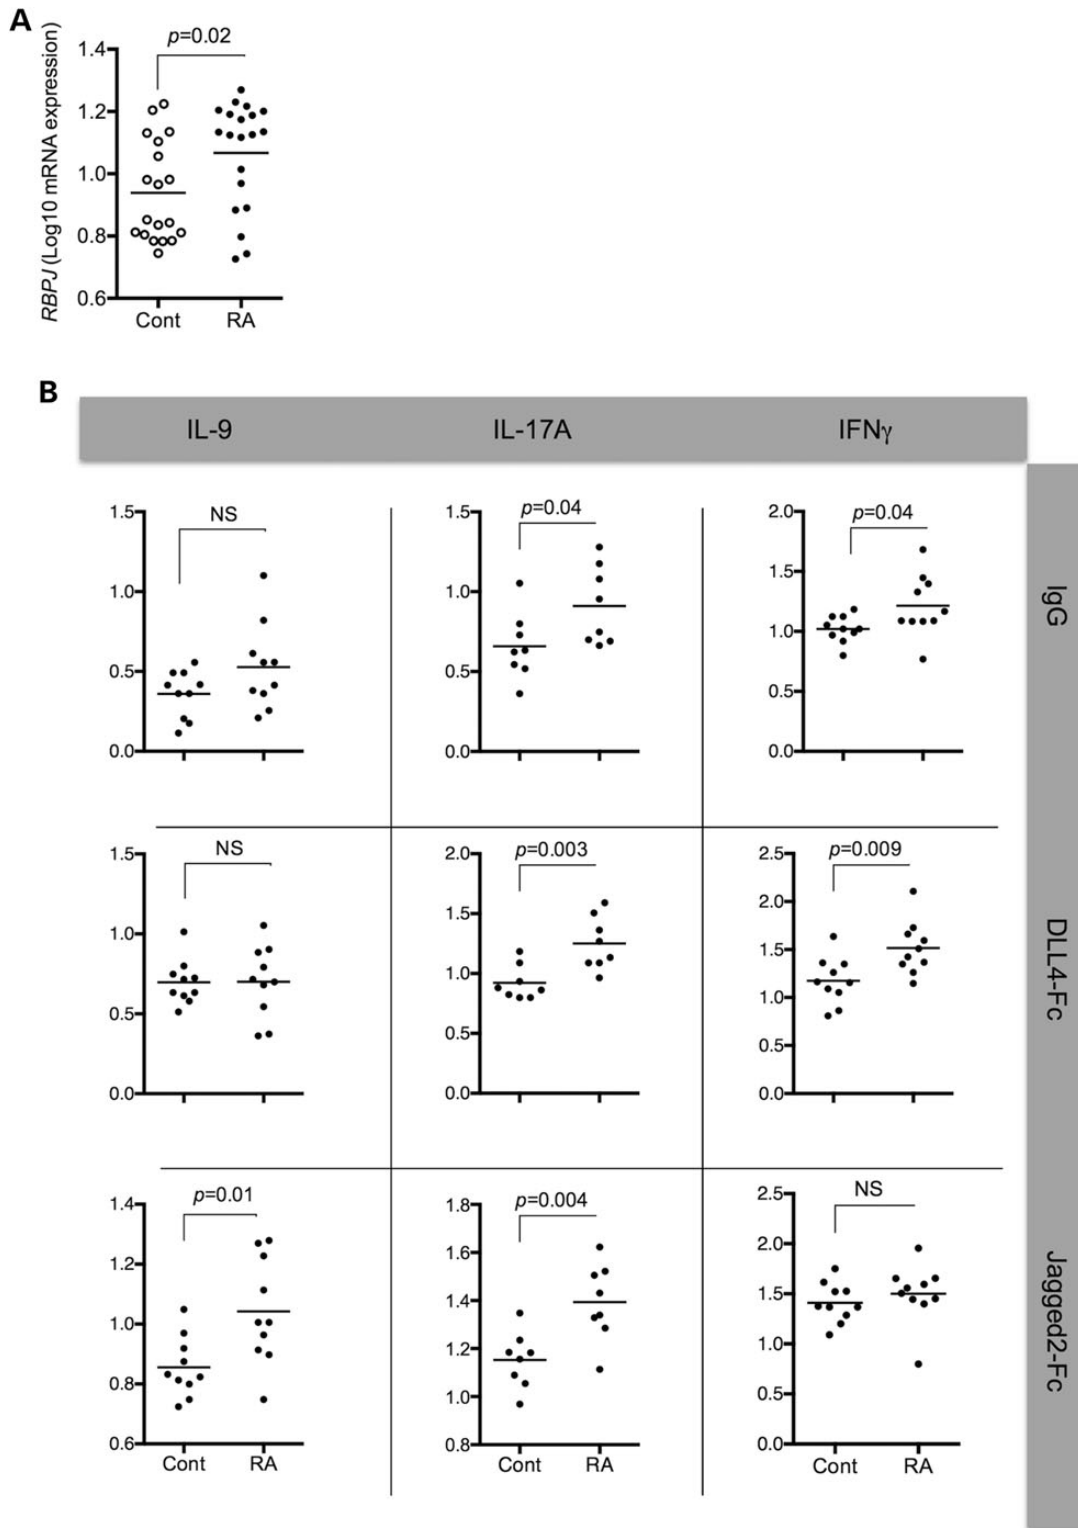 A
RBPJ (Log10 mRNA expression)
p=0.02
1.4
1.2
1.0
0.8
0.6
Cont RA
B
IL-9 IL-17A IFNγ
IgG
NS
1.5
1.0
0.5
0.0
p=0.04
1.5
1.0
0.5
0.0
p=0.04
2.0
1.5
1.0
0.5
0.0
DLL4-Fc
NS
1.5
1.0
0.5
0.0
p=0.003
2.0
1.5
1.0
0.5
0.0
p=0.009
2.5
2.0
1.5
1.0
0.5
0.0
Jagged2-Fc
p=0.01
1.4
1.2
1.0
0.8
0.6
Cont RA
p=0.004
1.8
1.6
1.4
1.2
1.0
0.8
Cont RA
NS
2.5
2.0
1.5
1.0
0.5
0.0
Cont RA